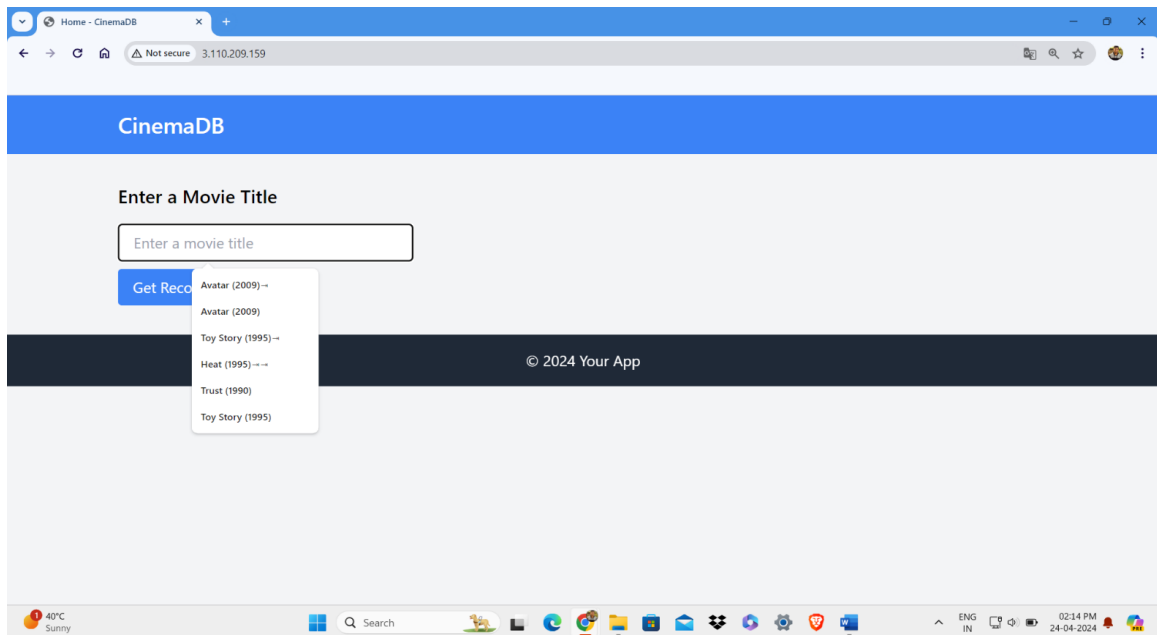 Home - CinemaDB
Not secure 3.110.209.159
CinemaDB
Enter a Movie Title
Enter a movie title
Get Reco
Avatar (2009)→
Avatar (2009)
Toy Story (1995)→
Heat (1995)→→
Trust (1990)
Toy Story (1995)
© 2024 Your App
1
40°C
Sunny
Search
ENG
IN
02:14 PM
24-04-2024
PRE